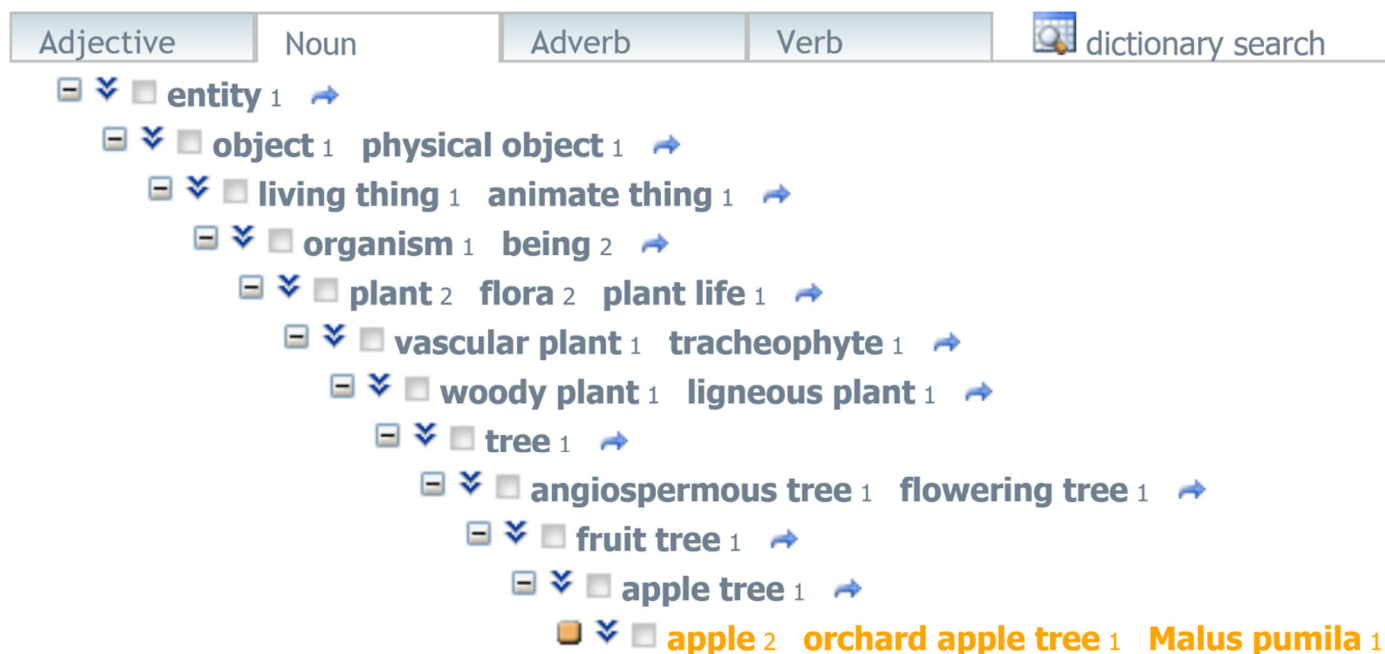 Adjective Noun Adverb Verb dictionary search
entity 1
object 1 physical object 1
living thing 1 animate thing 1
organism 1 being 2
plant 2 flora 2 plant life 1
vascular plant 1 tracheophyte 1
woody plant 1 ligneous plant 1
tree 1
angiospermous tree 1 flowering tree 1
fruit tree 1
apple tree 1
apple 2 orchard apple tree 1 Malus pumila 1